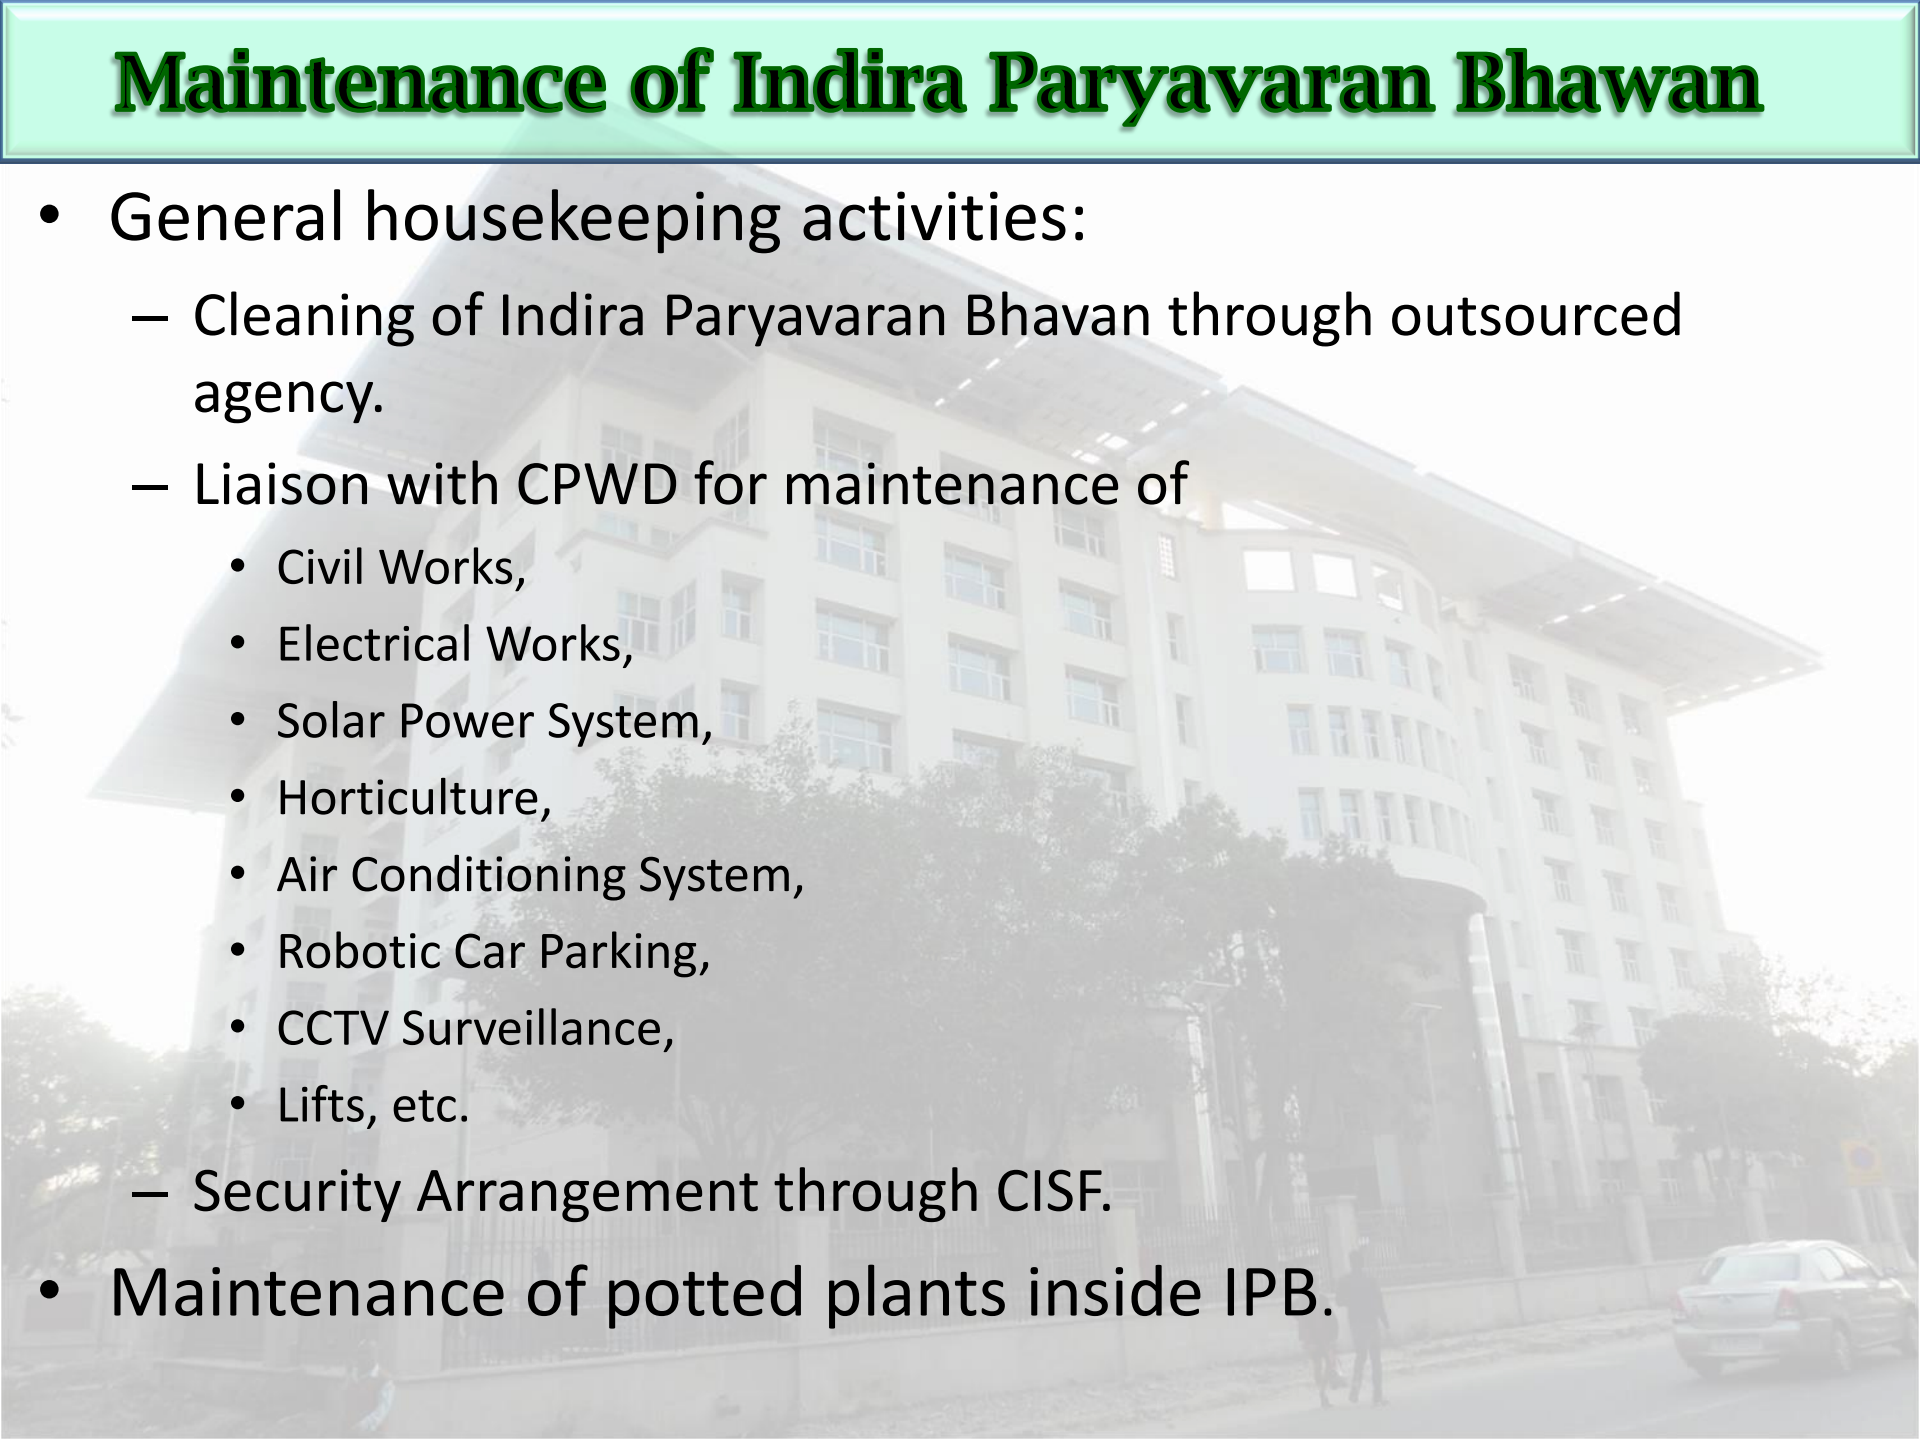 Maintenance of Indira Paryavaran Bhawan
• General housekeeping activities:
– Cleaning of Indira Paryavaran Bhavan through outsourced
agency.
– Liaison with CPWD for maintenance of
• Civil Works,
• Electrical Works,
• Solar Power System,
• Horticulture,
• Air Conditioning System,
• Robotic Car Parking,
• CCTV Surveillance,
• Lifts, etc.
– Security Arrangement through CISF.
• Maintenance of potted plants inside IPB.